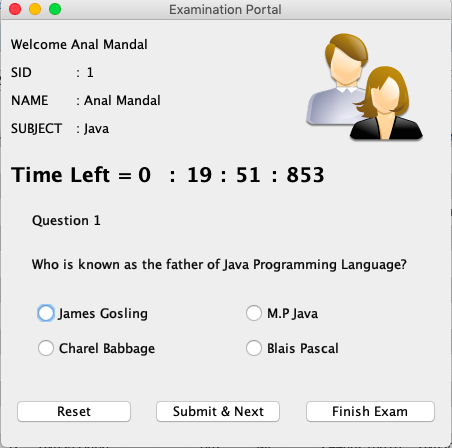 Examination Portal
Welcome Anal Mandal
SID : 1
NAME : Anal Mandal
SUBJECT : Java
Time Left = 0 : 19 : 51 : 853
Question 1
Who is known as the father of Java Programming Language?
James Gosling M.P Java
Charel Babbage Blais Pascal
Reset Submit & Next Finish Exam